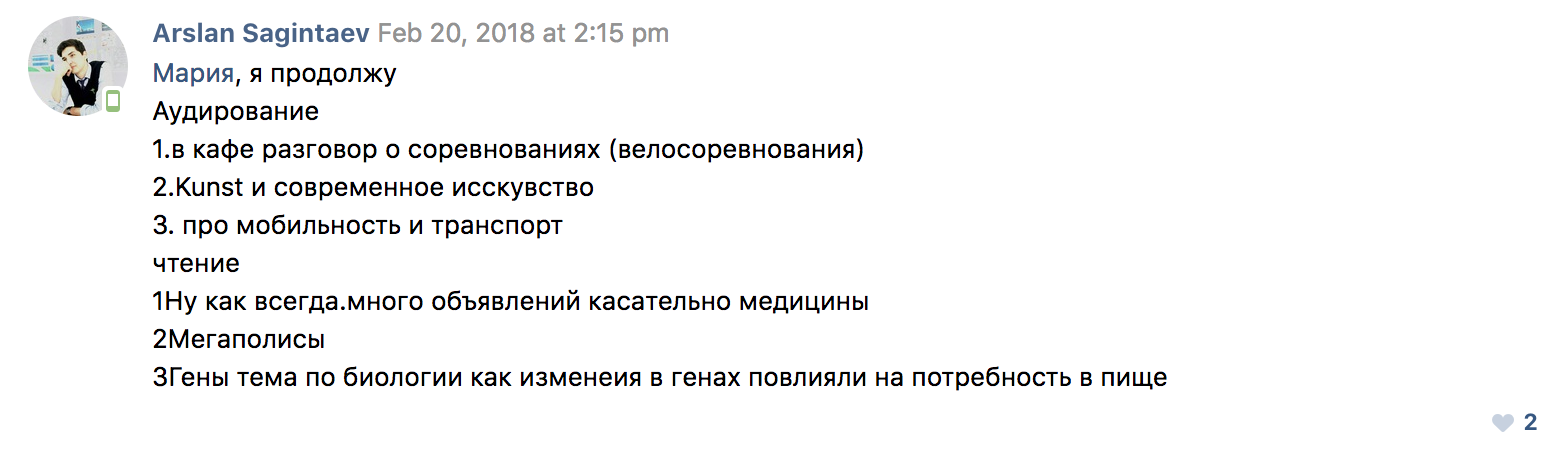 Arslan Sagintaev Feb 20, 2018 at 2:15 pm
Мария, я продолжу
Аудирование
1.в кафе разговор о соревнованиях (велосоревнования)
2.Kunst и современное исскувство
3. про мобильность и транспорт
чтение
1Ну как всегда.много объявлений касательно медицины
2Мегаполисы
3Гены тема по биологии как изменеия в генах повлияли на потребность в пище
2